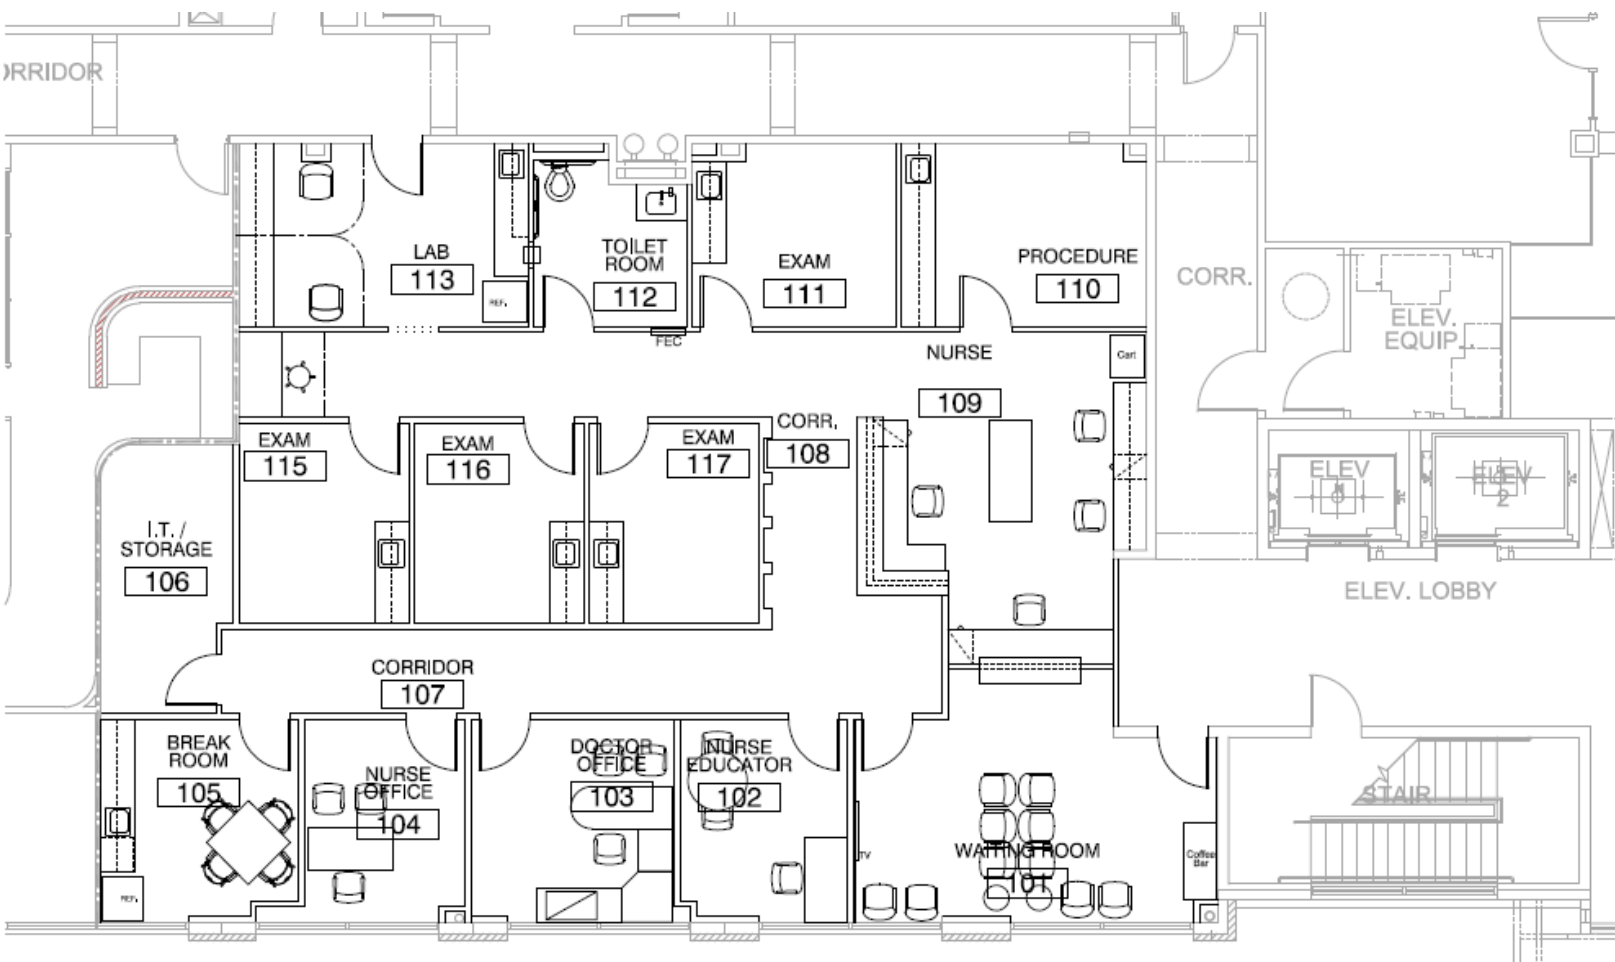 ORRIDOR
LAB
113
REF.
TOILET
ROOM
112
FEC
EXAM
111
PROCEDURE
110
CORR.
ELEV.
EQUIP.
NURSE
109
Cart
EXAM
115
EXAM
116
EXAM
117
CORR.
108
ELEV
ELEV
2
I.T. /
STORAGE
106
ELEV. LOBBY
CORRIDOR
107
BREAK
ROOM
105
REF.
NURSE
OFFICE
104
DOCTOR
OFFICE
103
NURSE
EDUCATOR
102
TV
WAITING ROOM
101
Coffee
Bar
STAIR